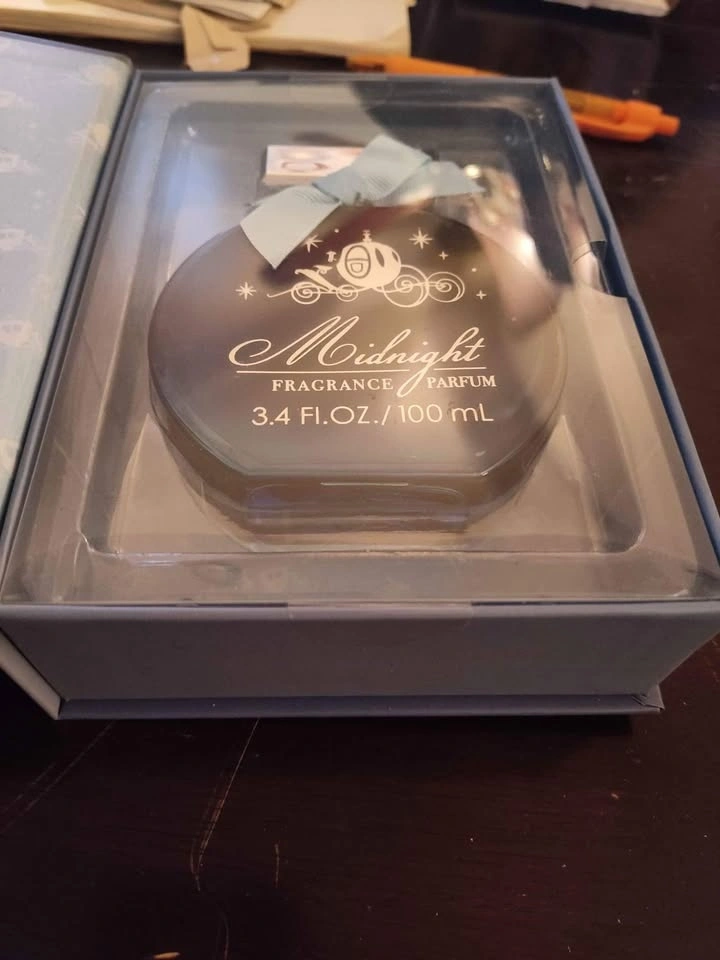 Midnight
FRAGRANCE PARFUM
3.4 Fl.OZ./100 mL